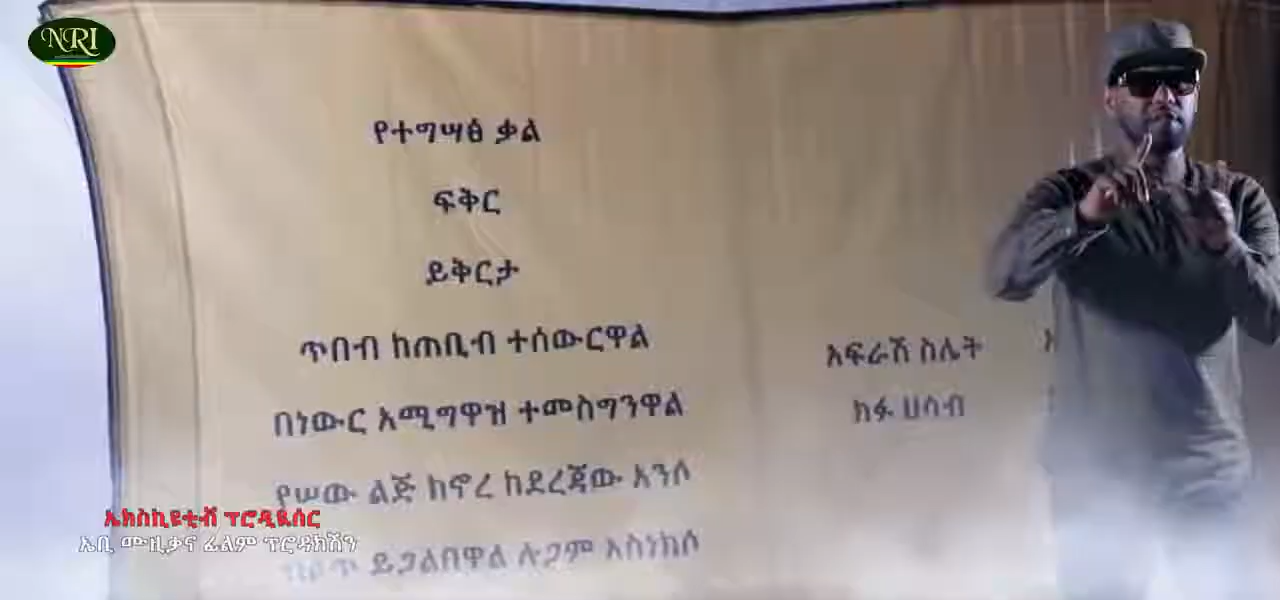 NRI
የተግሣፅ ቃል
ፍቅር
ይቅርታ
ጥበብ ከጠቢብ ተሰውርዋል
በነውር አሚግዋዝ ተመስግንዋል
የሠው ልጅ ከኖረ ከደረጃው አንሶ
ይጋልበዋል ሉጋም አስነክሶ
አፍራሽ ስሌት
ክፉ ሀሳብ
ኤክስኪዩቲቭ ፕሮዲዩሰር
ኤቢ ሙዚቃና ፊልም ፕሮዳክሽን